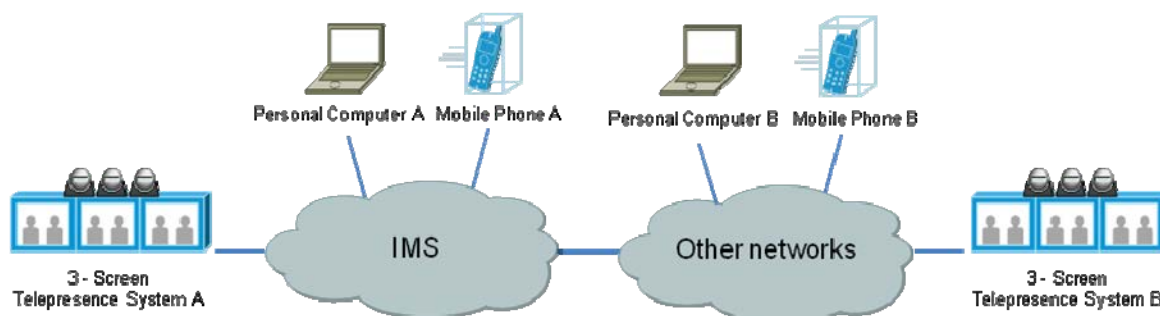 Personal Computer A
Mobile Phone A
Personal Computer B
Mobile Phone B
IMS
Other networks
3 - Screen
Telepresence System A
3 - Screen
Telepresence System B